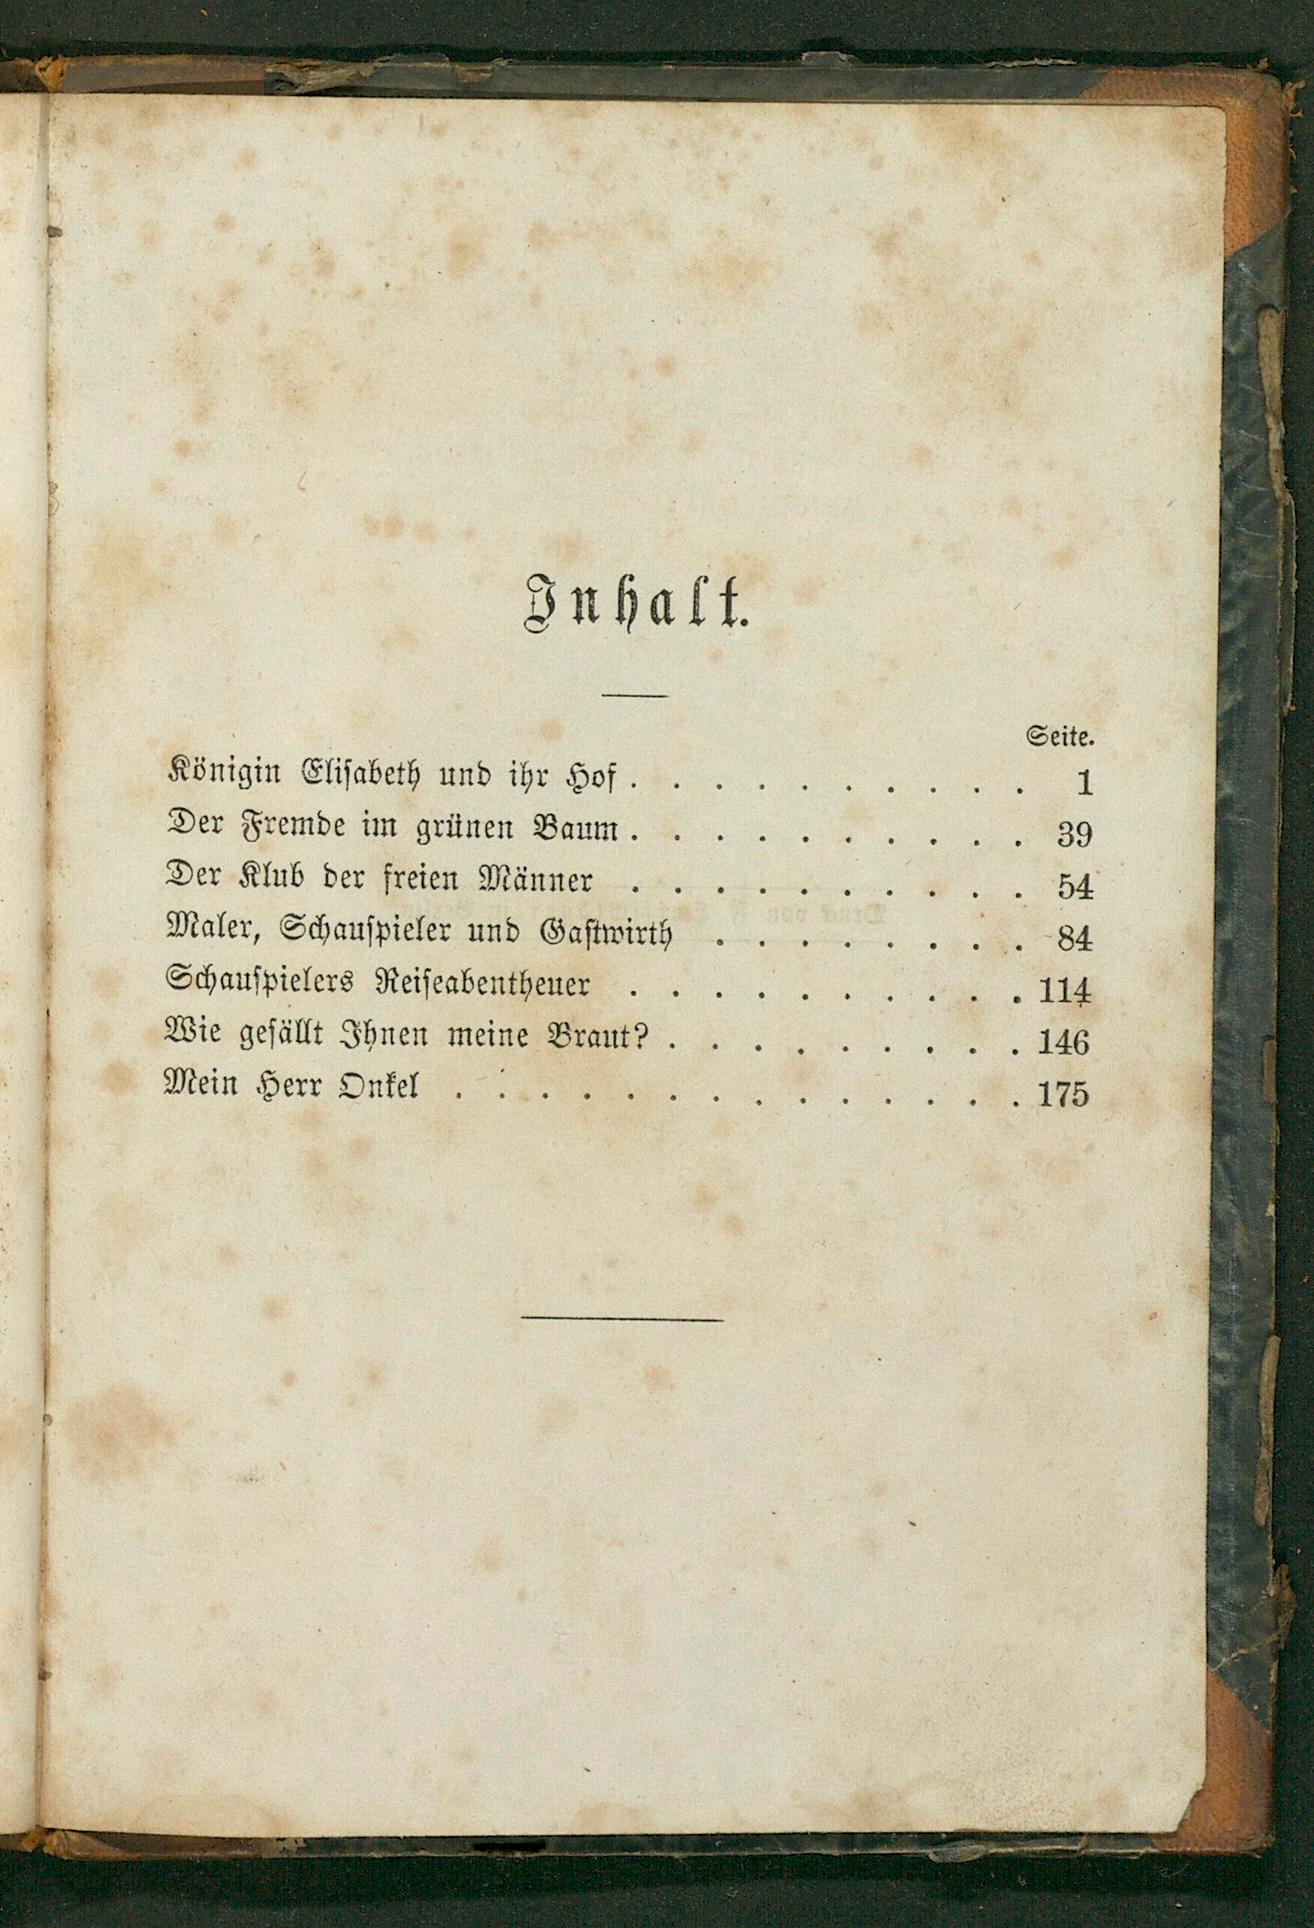 Inhalt.
Seite.
Königin Elisabeth und ihr Hof . . . . . . . . . . 1
Der Fremde im grünen Baum . . . . . . . . . . 39
Der Klub der freien Männer . . . . . . . . . . 54
Maler, Schauspieler und Gastwirth . . . . . . . . 84
Schauspielers Reiseabentheuer . . . . . . . . . . 114
Wie gefällt Ihnen meine Braut? . . . . . . . . . 146
Mein Herr Onkel . . . . . . . . . . . . . . 175